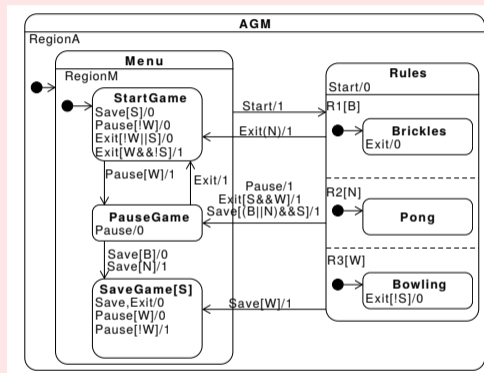 AGM
RegionA
Menu
RegionM
StartGame
Save[S]/0
Pause[!W]/0
Exit[!W||S]/0
Exit[W&&!S]/1
Pause[W]/1
Exit/1
PauseGame
Pause/0
Save[B]/0
Save[N]/1
SaveGame[S]
Save,Exit/0
Pause[W]/0
Pause[!W]/1
Start/1
Exit(N)/1
Pause/1
Exit[S&&W]/1
Save[(B||N)&&S]/1
Save[W]/1
Rules
Start/0
R1[B]
Brickles
Exit/0
R2[N]
Pong
R3[W]
Bowling
Exit[!S]/0